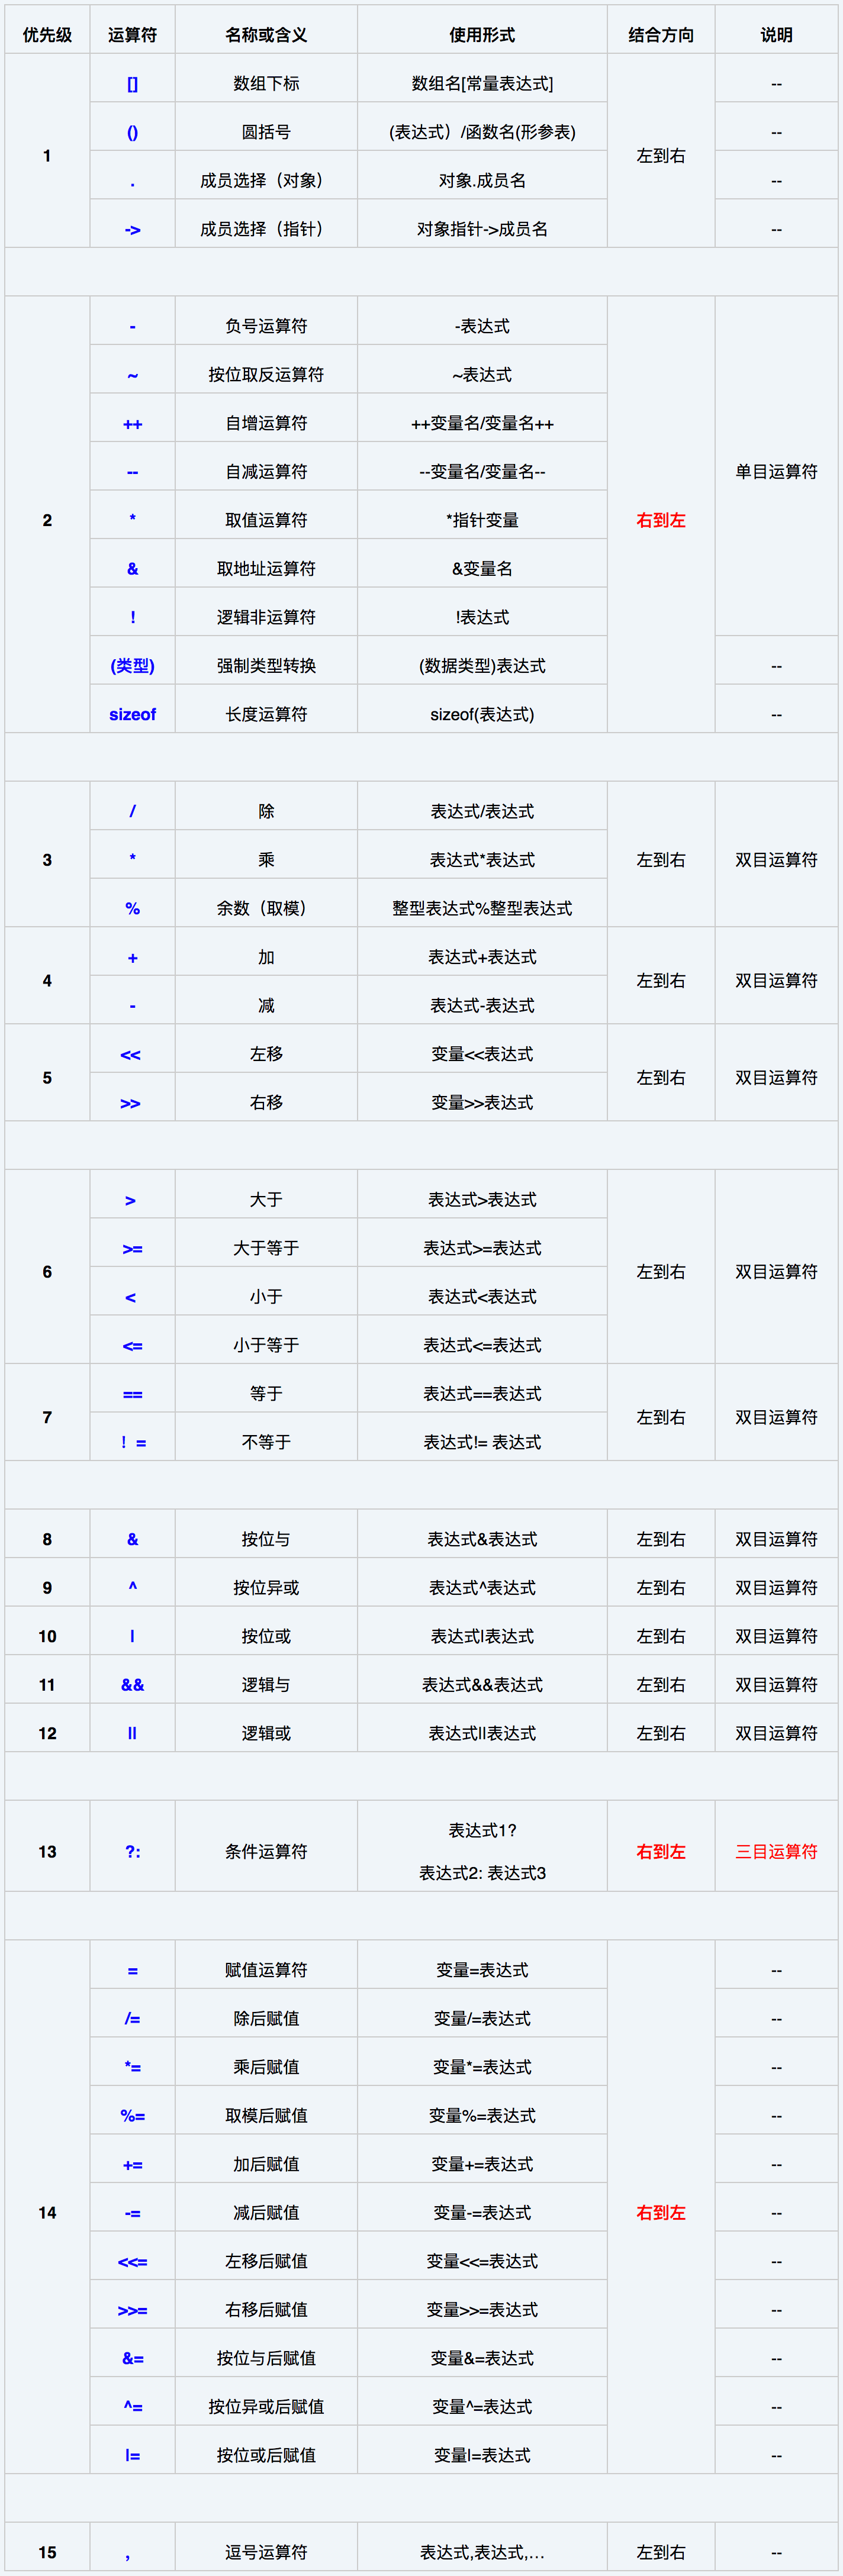 优先级 运算符 名称或含义 使用形式 结合方向 说明
1 [] 数组下标 数组名[常量表达式] 左到右 --
() 圆括号 (表达式）/函数名(形参表) --
. 成员选择（对象） 对象.成员名 --
-> 成员选择（指针） 对象指针->成员名 --
2 - 负号运算符 -表达式 右到左 单目运算符
~ 按位取反运算符 ~表达式
++ 自增运算符 ++变量名/变量名++
-- 自减运算符 --变量名/变量名--
* 取值运算符 *指针变量
& 取地址运算符 &变量名
! 逻辑非运算符 !表达式
(类型) 强制类型转换 (数据类型)表达式 --
sizeof 长度运算符 sizeof(表达式) --
3 / 除 表达式/表达式 左到右 双目运算符
* 乘 表达式*表达式
% 余数（取模） 整型表达式%整型表达式
4 + 加 表达式+表达式 左到右 双目运算符
- 减 表达式-表达式
5 << 左移 变量<<表达式 左到右 双目运算符
>> 右移 变量>>表达式
6 > 大于 表达式>表达式 左到右 双目运算符
>= 大于等于 表达式>=表达式
< 小于 表达式<表达式
<= 小于等于 表达式<=表达式
7 == 等于 表达式==表达式 左到右 双目运算符
！= 不等于 表达式!= 表达式
8 & 按位与 表达式&表达式 左到右 双目运算符
9 ^ 按位异或 表达式^表达式 左到右 双目运算符
10 | 按位或 表达式|表达式 左到右 双目运算符
11 && 逻辑与 表达式&&表达式 左到右 双目运算符
12 || 逻辑或 表达式||表达式 左到右 双目运算符
13 ?: 条件运算符 表达式1? 右到左 三目运算符
表达式2: 表达式3
14 = 赋值运算符 变量=表达式 右到左 --
/= 除后赋值 变量/=表达式 --
*= 乘后赋值 变量*=表达式 --
%= 取模后赋值 变量%=表达式 --
+= 加后赋值 变量+=表达式 --
-= 减后赋值 变量-=表达式 --
<<= 左移后赋值 变量<<=表达式 --
>>= 右移后赋值 变量>>=表达式 --
&= 按位与后赋值 变量&=表达式 --
^= 按位异或后赋值 变量^=表达式 --
|= 按位或后赋值 变量|=表达式 --
15 ， 逗号运算符 表达式,表达式,… 左到右 --